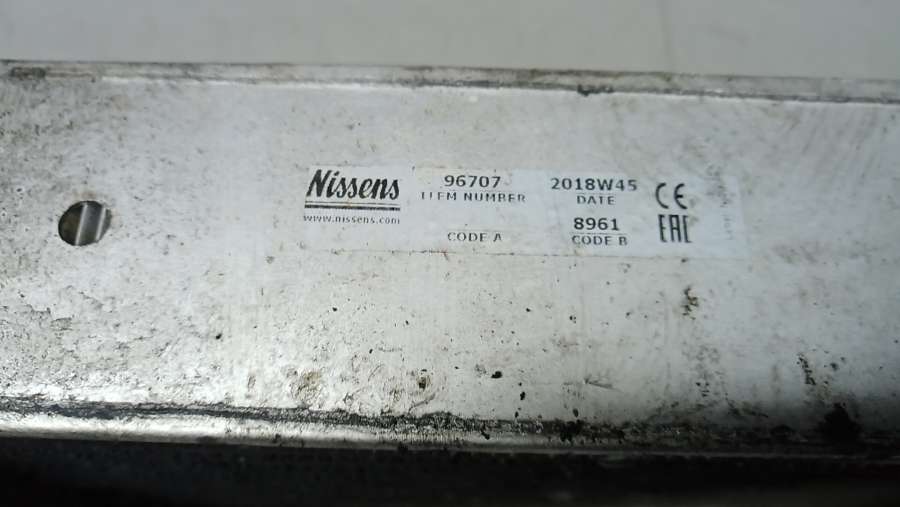 Nissens 96707 2018W45 CE
ITEM NUMBER DATE
www.nissens.com 8961 EAC
CODE A CODE B